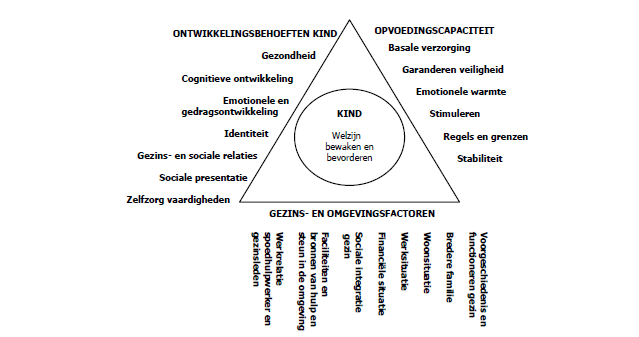 ONTWIKKELINGSBEHOEFTEN KIND
Gezondheid
Cognitieve ontwikkeling
Emotionele en
gedragsontwikkeling
Identiteit
Gezins- en sociale relaties
Sociale presentatie
Zelfzorg vaardigheden
OPVOEDINGSCAPACITEIT
Basale verzorging
Garanderen veiligheid
Emotionele warmte
Stimuleren
Regels en grenzen
Stabiliteit
KIND
Welzijn
bewaken en
bevorderen
GEZINS- EN OMGEVINGSFACTOREN
Werkrelatie
spoedhulpwerker en
gezinsleden
Faciliteiten en
bronnen van hulp en
steun in de omgeving
Sociale integratie
gezin
Financiële situatie
Werksituatie
Woonsituatie
Bredere familie
Voorgeschiedenis en
functioneren gezin